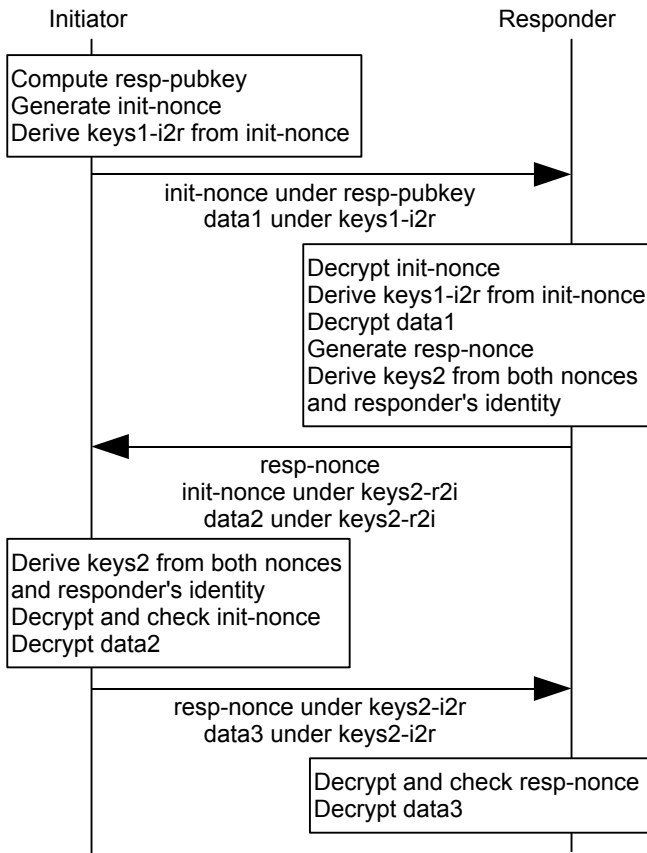 Initiator
Responder
Compute resp-pubkey
Generate init-nonce
Derive keys1-i2r from init-nonce
init-nonce under resp-pubkey
data1 under keys1-i2r
Decrypt init-nonce
Derive keys1-i2r from init-nonce
Decrypt data1
Generate resp-nonce
Derive keys2 from both nonces
and responder's identity
resp-nonce
init-nonce under keys2-r2i
data2 under keys2-r2i
Derive keys2 from both nonces
and responder's identity
Decrypt and check init-nonce
Decrypt data2
resp-nonce under keys2-i2r
data3 under keys2-i2r
Decrypt and check resp-nonce
Decrypt data3